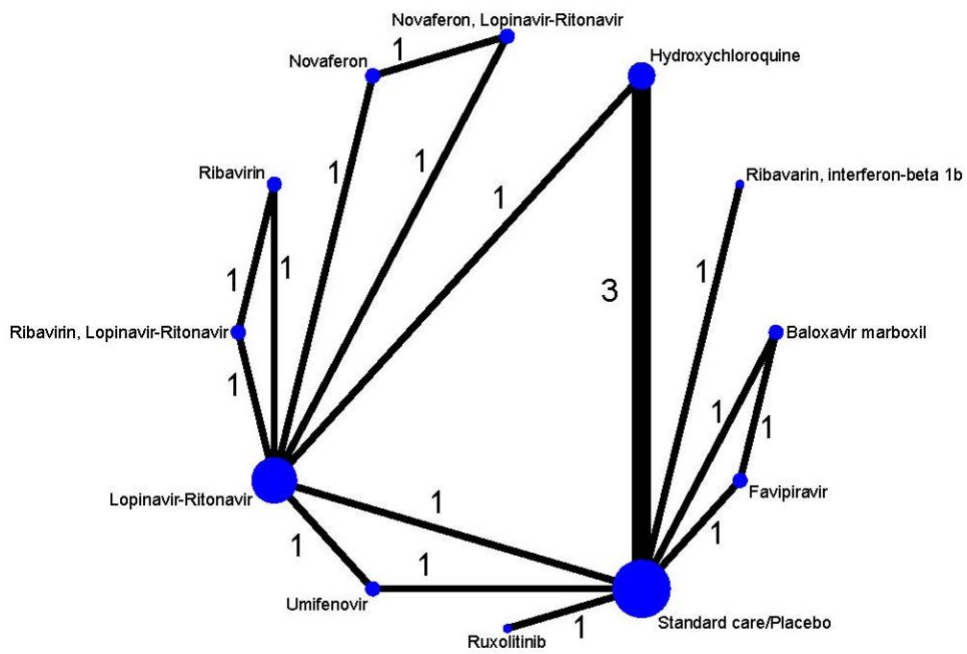 Novaferon, Lopinavir-Ritonavir
1
Novaferon
Hydroxychloroquine
Ribavirin
1
1
1
Ribavarin, interferon-beta 1b
1
1
1
3
Ribavirin, Lopinavir-Ritonavir
Baloxavir marboxil
1
1
1
Lopinavir-Ritonavir
1
Favipiravir
1
1
1
Umifenovir
Ruxolitinib
1
Standard care/Placebo